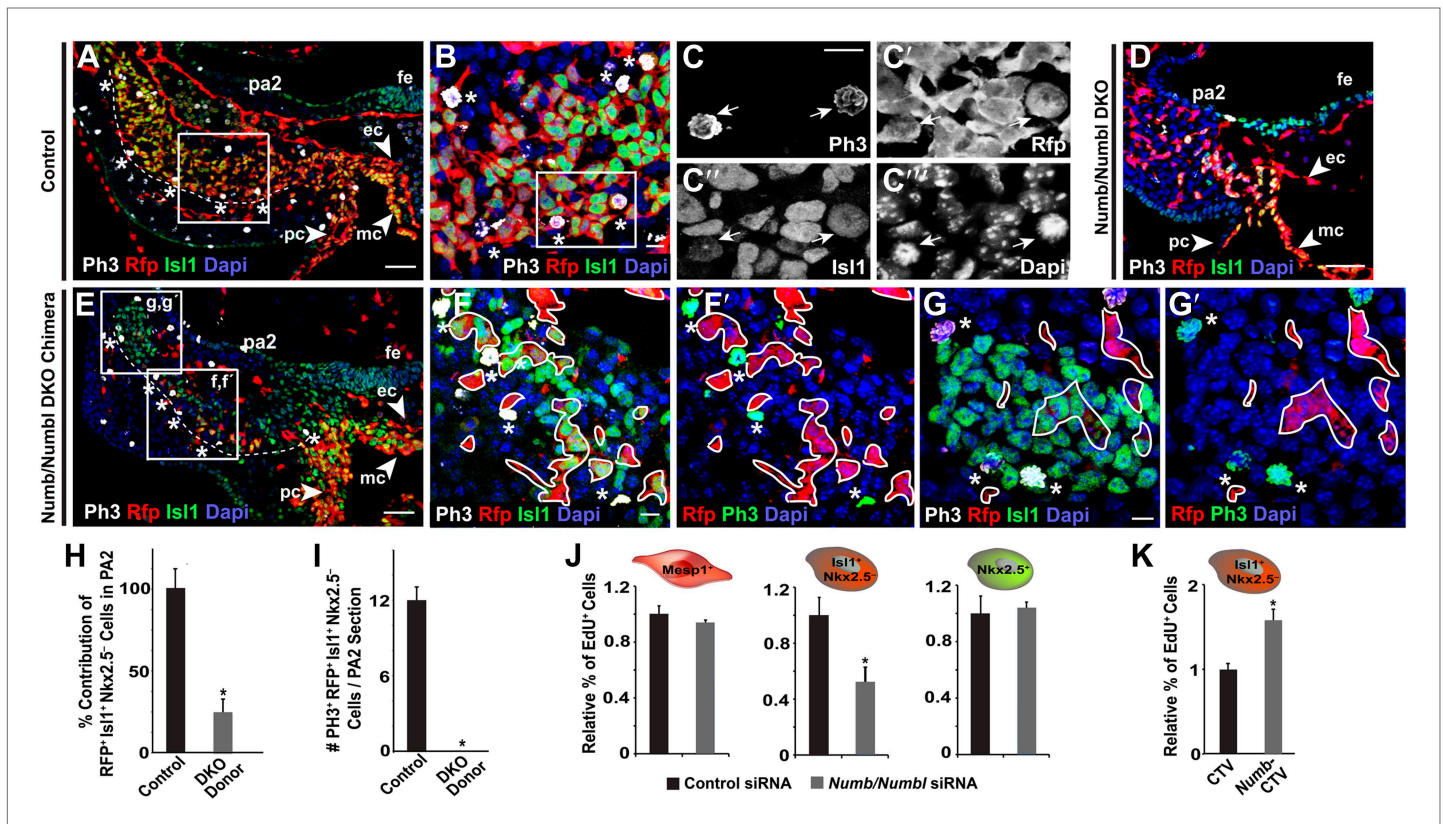 Control
A
pa2
fe
ec
pc
mc
Ph3 Rfp Isl1 Dapi
B
Ph3 Rfp Isl1 Dapi
C
Ph3
C′
Rfp
C″
Isl1
C‴
Dapi
Numb/Numbl DKO
D
pa2
fe
ec
pc
mc
Ph3 Rfp Isl1 Dapi
Numb/Numbl DKO Chimera
E
g,g′
pa2
fe
f,f′
ec
pc
mc
Ph3 Rfp Isl1 Dapi
F
Ph3 Rfp Isl1 Dapi
F′
Rfp Ph3 Dapi
G
Ph3 Rfp Isl1 Dapi
G′
Rfp Ph3 Dapi
H
% Contribution of
RFP⁺ Isl1⁺ Nkx2.5⁻ Cells in PA2
100
50
0
*
Control
DKO
Donor
I
# PH3⁺ RFP⁺ Isl1⁺ Nkx2.5⁻
Cells / PA2 Section
12
8
4
0
*
Control
DKO
Donor
J
Mesp1⁺
Relative % of EdU⁺ Cells
1.2
0.8
0.4
0
Isl1⁺
Nkx2.5⁻
1.2
0.8
0.4
0
*
Nkx2.5⁺
1.2
0.8
0.4
0
Control siRNA
Numb/Numbl siRNA
K
Isl1⁺
Nkx2.5⁻
Relative % of EdU⁺ Cells
2
1
0
*
CTV
Numb-
CTV